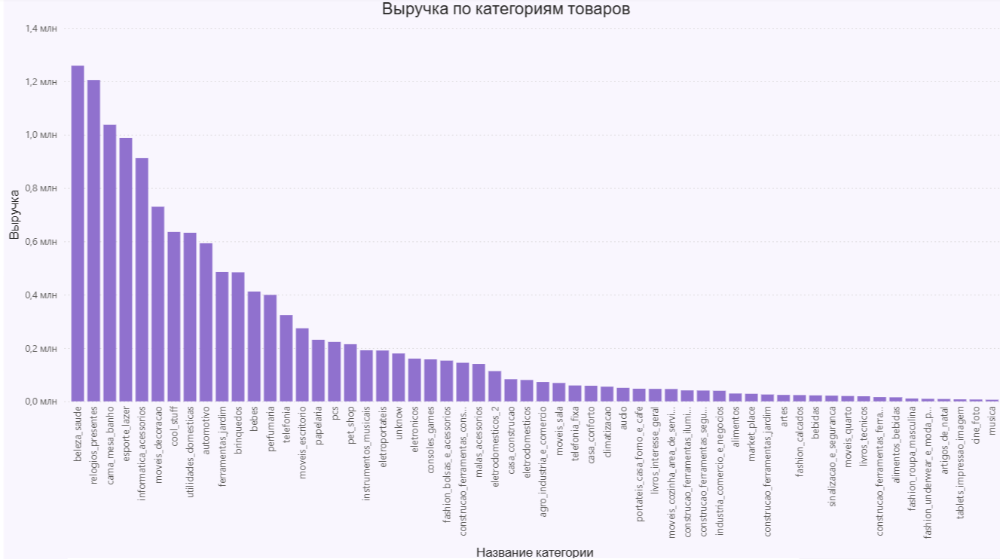 Выручка по категориям товаров
1,4 млн
1,2 млн
1,0 млн
0,8 млн
0,6 млн
0,4 млн
0,2 млн
0,0 млн
Выручка
beleza_saude
relogios_presentes
cama_mesa_banho
esporte_lazer
informatica_acessorios
moveis_decoracao
cool_stuff
utilidades_domesticas
automotivo
ferramentas_jardim
brinquedos
bebes
perfumaria
telefonia
moveis_escritorio
papelaria
pcs
pet_shop
instrumentos_musicais
eletroportateis
unknow
eletronicos
consoles_games
fashion_bolsas_e_acessorios
construcao_ferramentas_cons...
malas_acessorios
eletrodomesticos_2
casa_construcao
eletrodomesticos
agro_industria_e_comercio
moveis_sala
telefonia_fixa
casa_conforto
climatizacao
audio
portateis_casa_forno_e_cafe
livros_interesse_geral
moveis_cozinha_area_de_servi...
construcao_ferramentas_ilumi...
construcao_ferramentas_segu...
industria_comercio_e_negocios
alimentos
market_place
construcao_ferramentas_jardim
artes
fashion_calcados
bebidas
sinalizacao_e_seguranca
moveis_quarto
livros_tecnicos
construcao_ferramentas_ferra...
alimentos_bebidas
fashion_roupa_masculina
fashion_underwear_e_moda_p...
artigos_de_natal
tablets_impressao_imagem
cine_foto
musica
Название категории